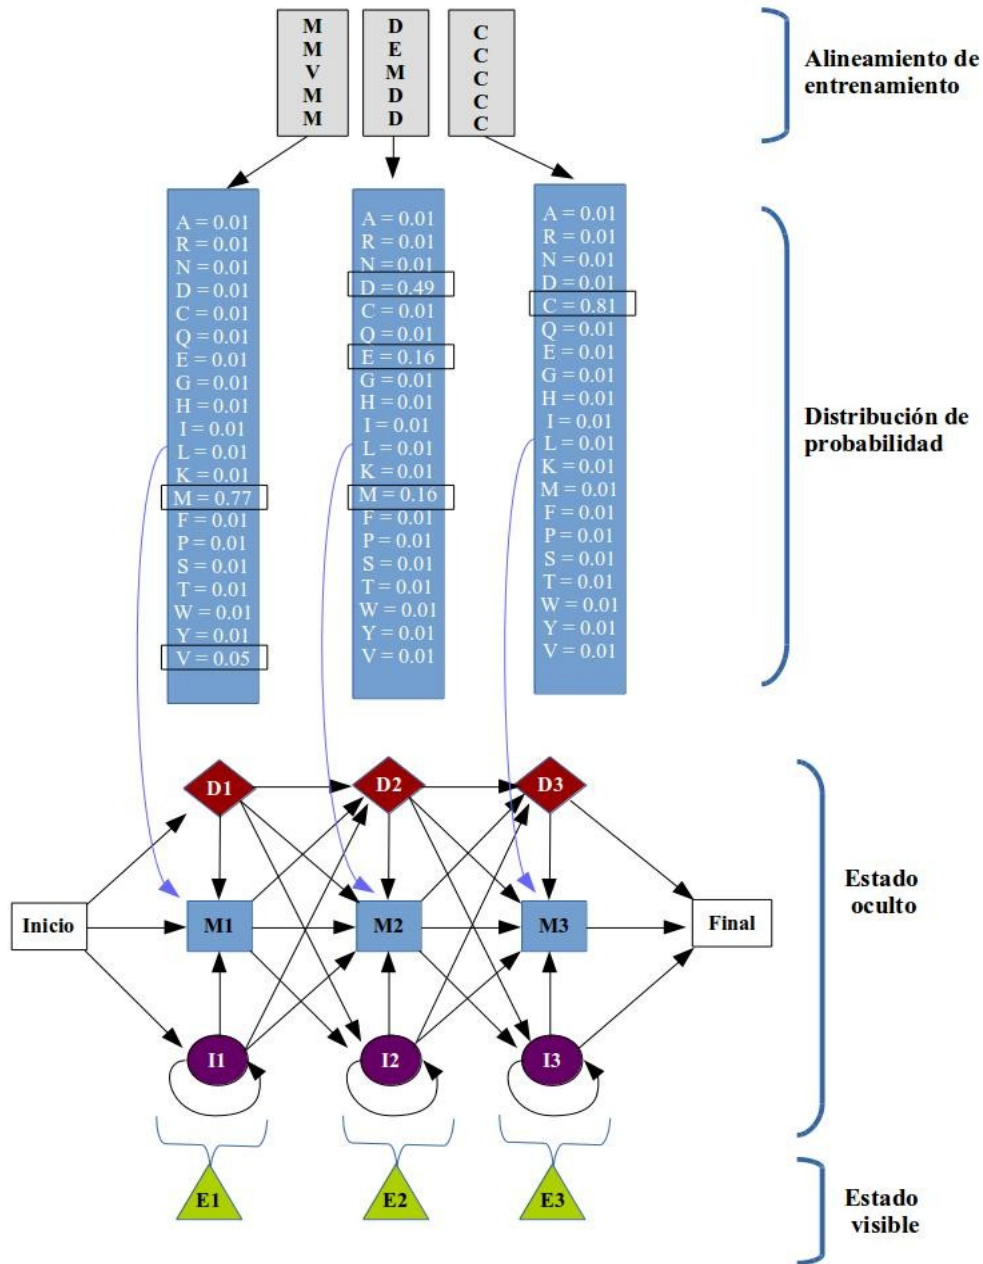 M
M
V
M
M
D
E
M
D
D
C
C
C
C
C
Alineamiento de
entrenamiento
A = 0.01
R = 0.01
N = 0.01
D = 0.01
C = 0.01
Q = 0.01
E = 0.01
G = 0.01
H = 0.01
I = 0.01
L = 0.01
K = 0.01
M = 0.77
F = 0.01
P = 0.01
S = 0.01
T = 0.01
W = 0.01
Y = 0.01
V = 0.05
A = 0.01
R = 0.01
N = 0.01
D = 0.49
C = 0.01
Q = 0.01
E = 0.16
G = 0.01
H = 0.01
I = 0.01
L = 0.01
K = 0.01
M = 0.16
F = 0.01
P = 0.01
S = 0.01
T = 0.01
W = 0.01
Y = 0.01
V = 0.01
A = 0.01
R = 0.01
N = 0.01
D = 0.01
C = 0.81
Q = 0.01
E = 0.01
G = 0.01
H = 0.01
I = 0.01
L = 0.01
K = 0.01
M = 0.01
F = 0.01
P = 0.01
S = 0.01
T = 0.01
W = 0.01
Y = 0.01
V = 0.01
Distribución de
probabilidad
D1
D2
D3
Inicio
M1
M2
M3
Final
I1
I2
I3
Estado
oculto
E1
E2
E3
Estado
visible